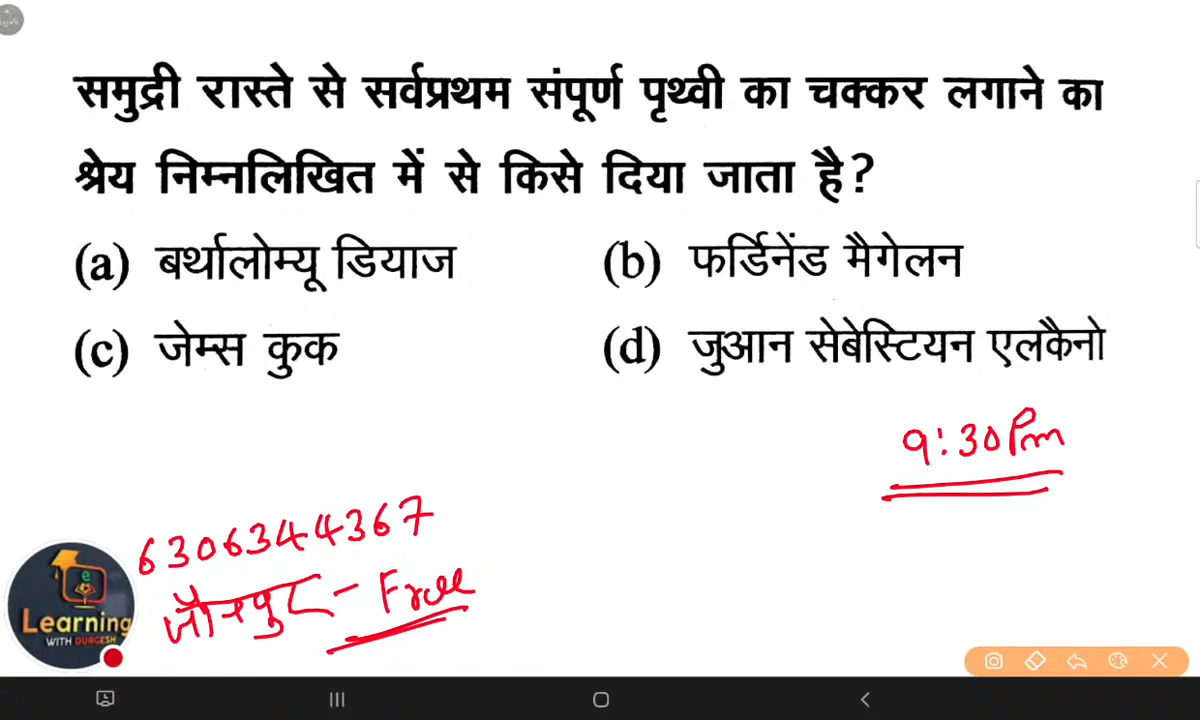 समुद्री रास्ते से सर्वप्रथम संपूर्ण पृथ्वी का चक्कर लगाने का
श्रेय निम्नलिखित में से किसे दिया जाता है?
(a) बर्थालोम्यू डियाज (b) फर्डिनेंड मैगेलन
(c) जेम्स कुक (d) जुआन सेबेस्टियन एलकैनो
9:30 Pm
6306344367
जौनपुर - Free
e
Learning
WITH DURGESH